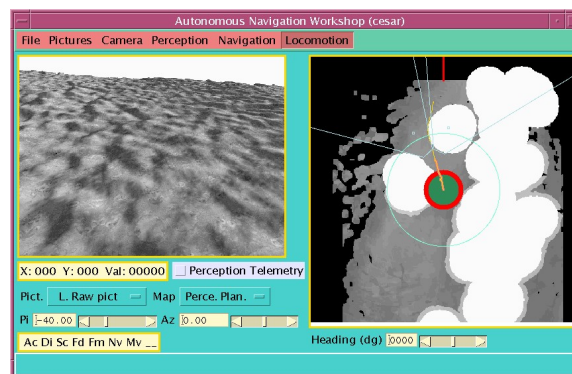 Autonomous Navigation Workshop (cesar)
File Pictures Camera Perception Navigation Locomotion
X: 000 Y: 000 Val: 00000 Perception Telemetry
Pict. L. Raw pict Map Perce. Plan.
Pi -40.00 Az 0.00
Ac Di Sc Fd Fm Nv Mv __ Heading (dg) 0000